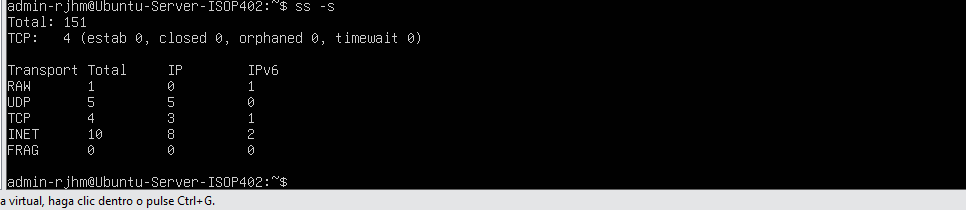 admin-rjhm@Ubuntu-Server-ISOP402:~$ ss -s
Total: 151
TCP:   4 (estab 0, closed 0, orphaned 0, timewait 0)
Transport Total     IP        IPv6
RAW       1         0         1
UDP       5         5         0
TCP       4         3         1
INET      10        8         2
FRAG      0         0         0
admin-rjhm@Ubuntu-Server-ISOP402:~$
a virtual, haga clic dentro o pulse Ctrl+G.